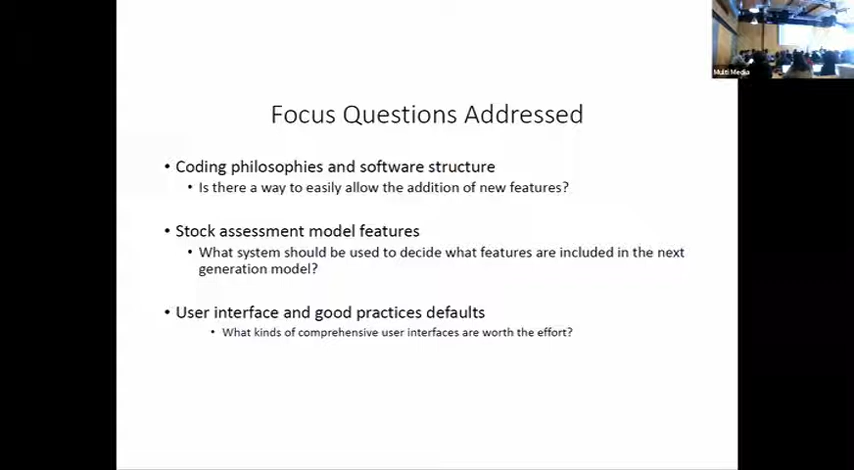 Multi Media
Focus Questions Addressed
• Coding philosophies and software structure
• Is there a way to easily allow the addition of new features?
• Stock assessment model features
• What system should be used to decide what features are included in the next
generation model?
• User interface and good practices defaults
• What kinds of comprehensive user interfaces are worth the effort?